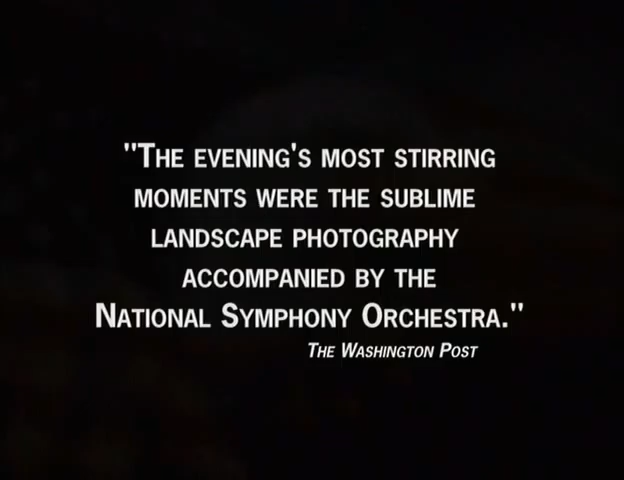 "The evening's most stirring
moments were the sublime
landscape photography
accompanied by the
National Symphony Orchestra."
The Washington Post